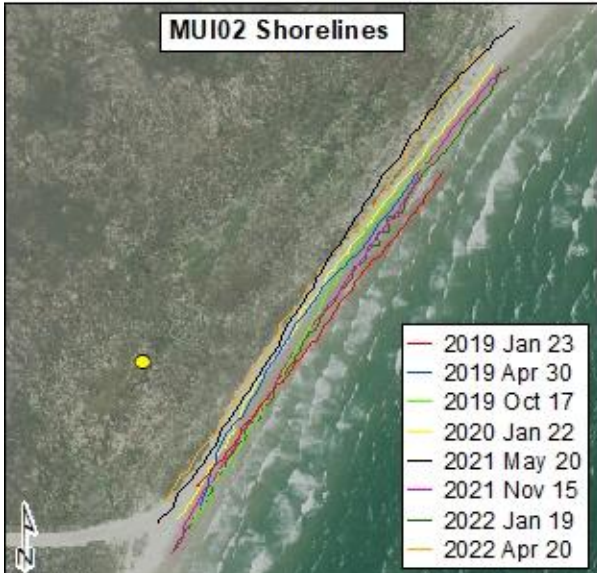 MUI02 Shorelines
2019 Jan 23
2019 Apr 30
2019 Oct 17
2020 Jan 22
2021 May 20
2021 Nov 15
2022 Jan 19
2022 Apr 20
N